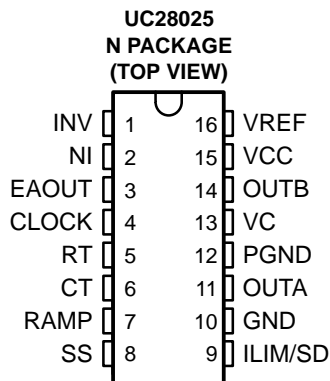 UC28025
N PACKAGE
(TOP VIEW)
INV 1 16 VREF
NI 2 15 VCC
EAOUT 3 14 OUTB
CLOCK 4 13 VC
RT 5 12 PGND
CT 6 11 OUTA
RAMP 7 10 GND
SS 8 9 ILIM/SD